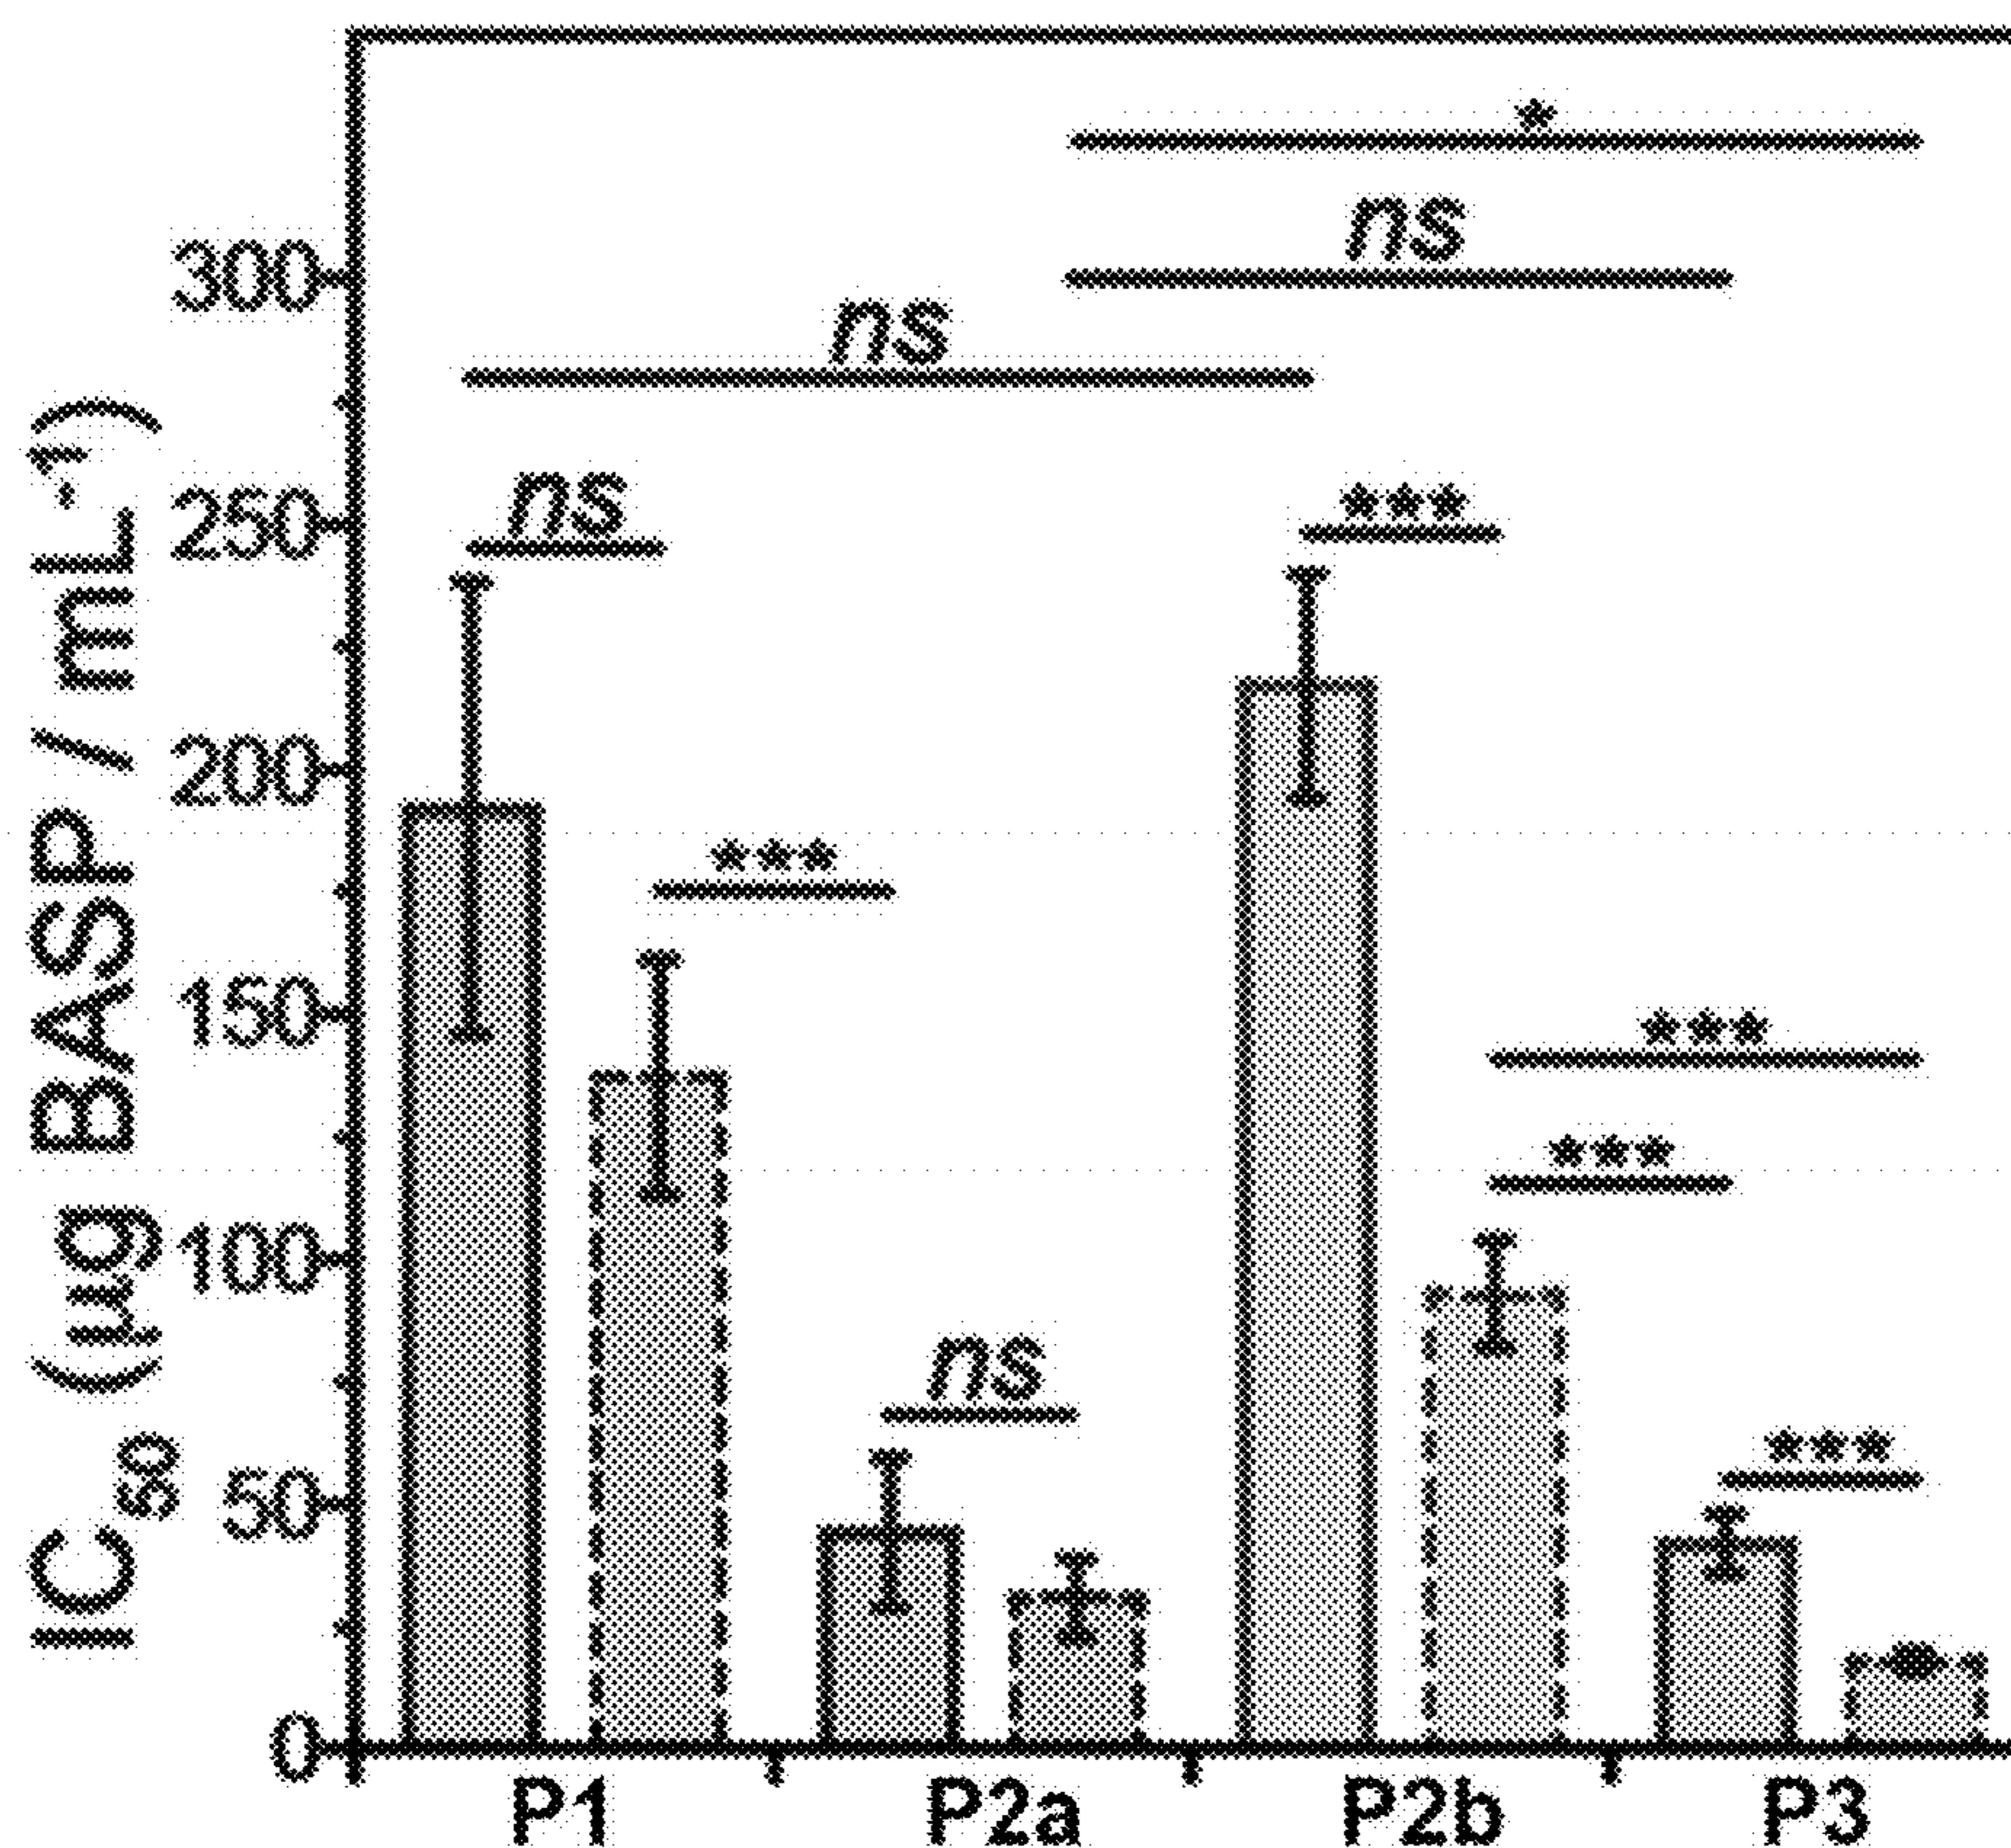 *
ns
300
ns
IC50 (µg BASP / mL-1)
ns
***
250
200
***
150
***
***
100
ns
***
50
0
P1 P2a P2b P3